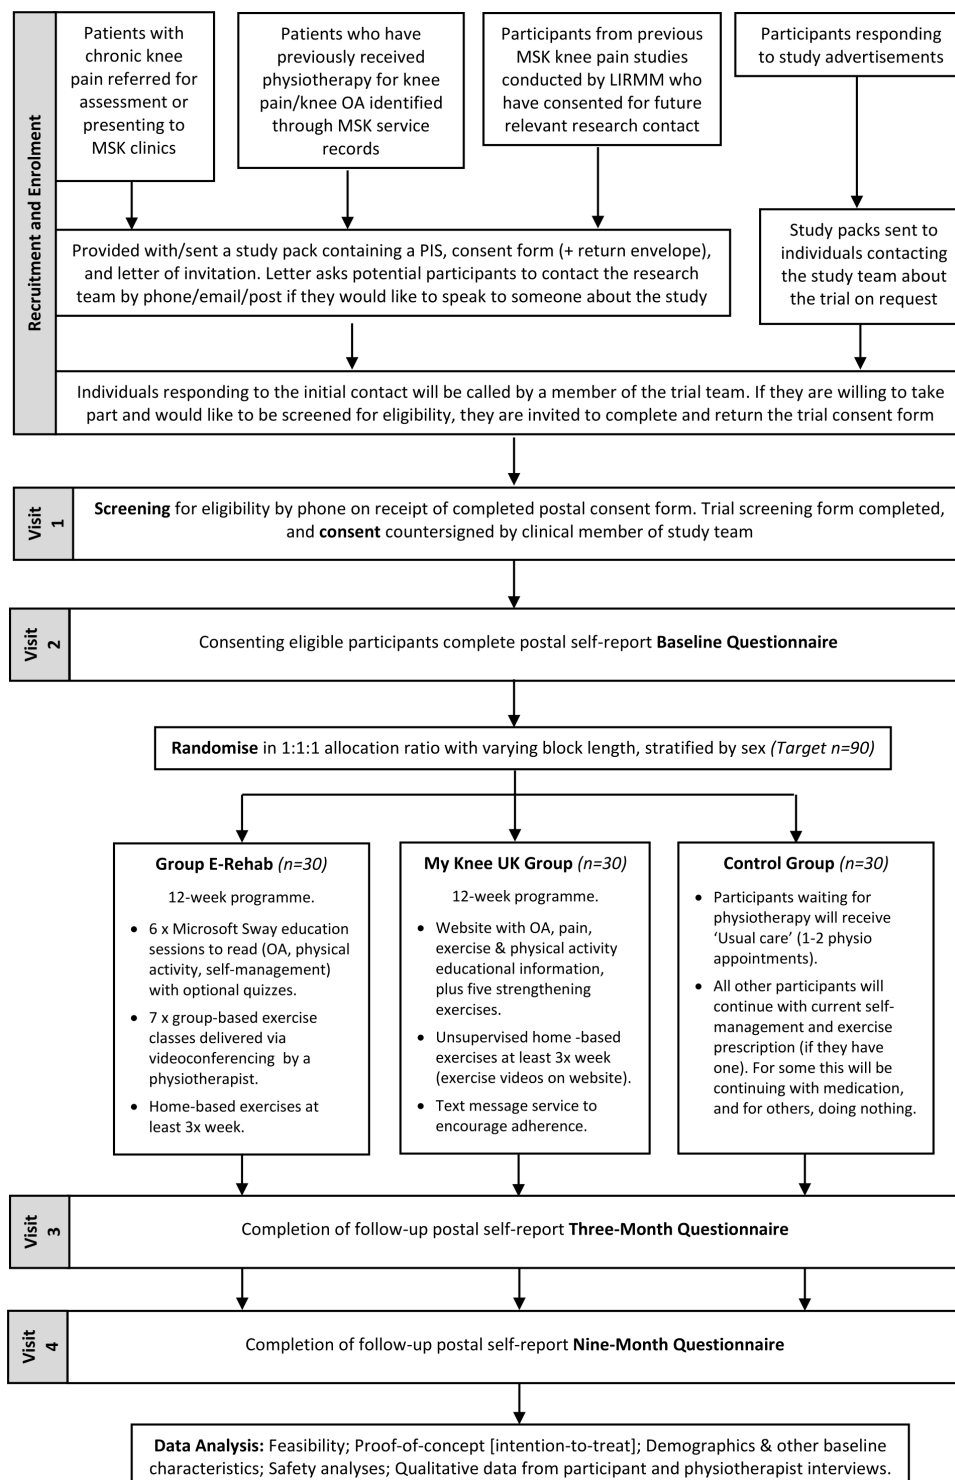 Recruitment and Enrolment
Patients with
chronic knee
pain referred for
assessment or
presenting to
MSK clinics
Patients who have
previously received
physiotherapy for knee
pain/knee OA identified
through MSK service
records
Participants from previous
MSK knee pain studies
conducted by LIRMM who
have consented for future
relevant research contact
Participants responding
to study advertisements
Provided with/sent a study pack containing a PIS, consent form (+ return envelope),
and letter of invitation. Letter asks potential participants to contact the research
team by phone/email/post if they would like to speak to someone about the study
Study packs sent to
individuals contacting
the study team about
the trial on request
Individuals responding to the initial contact will be called by a member of the trial team. If they are willing to take
part and would like to be screened for eligibility, they are invited to complete and return the trial consent form
Visit
1
Screening for eligibility by phone on receipt of completed postal consent form. Trial screening form completed,
and consent countersigned by clinical member of study team
Visit
2
Consenting eligible participants complete postal self-report Baseline Questionnaire
Randomise in 1:1:1 allocation ratio with varying block length, stratified by sex (Target n=90)
Group E-Rehab (n=30)
12-week programme.
• 6 x Microsoft Sway education
sessions to read (OA, physical
activity, self-management)
with optional quizzes.
• 7 x group-based exercise
classes delivered via
videoconferencing by a
physiotherapist.
• Home-based exercises at
least 3x week.
My Knee UK Group (n=30)
12-week programme.
• Website with OA, pain,
exercise & physical activity
educational information,
plus five strengthening
exercises.
• Unsupervised home -based
exercises at least 3x week
(exercise videos on website).
• Text message service to
encourage adherence.
Control Group (n=30)
• Participants waiting for
physiotherapy will receive
‘Usual care’ (1-2 physio
appointments).
• All other participants will
continue with current self-
management and exercise
prescription (if they have
one). For some this will be
continuing with medication,
and for others, doing nothing.
Visit
3
Completion of follow-up postal self-report Three-Month Questionnaire
Visit
4
Completion of follow-up postal self-report Nine-Month Questionnaire
Data Analysis: Feasibility; Proof-of-concept [intention-to-treat]; Demographics & other baseline
characteristics; Safety analyses; Qualitative data from participant and physiotherapist interviews.